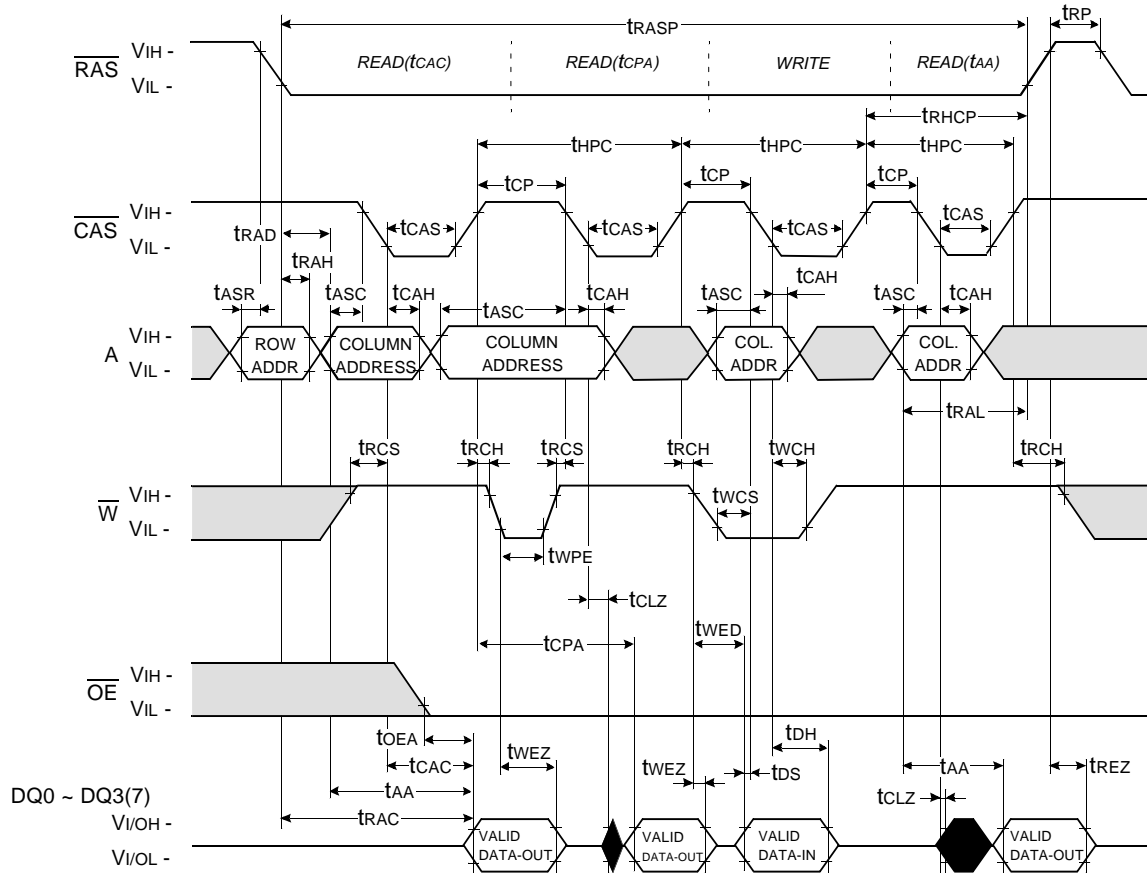 tRASP
tRP
VIH -
RAS
VIL -
READ(tCAC)
READ(tCPA)
WRITE
READ(tAA)
tRHCP
tHPC
tHPC
tHPC
tCP
tCP
tCP
VIH -
CAS
VIL -
tCAS
tCAS
tCAS
tCAS
tRAD
tRAH
tCAH
tASR
tASC
tCAH
tASC
tCAH
tASC
tASC
tCAH
VIH -
A
VIL -
ROW
ADDR
COLUMN
ADDRESS
COLUMN
ADDRESS
COL.
ADDR
COL.
ADDR
tRAL
tRCS
tRCH
tRCS
tRCH
tWCH
tRCH
VIH -
W
VIL -
tWCS
tWPE
tCLZ
tWED
tCPA
VIH -
OE
VIL -
tOEA
tWEZ
tDH
tCAC
tWEZ
tDS
tAA
tREZ
tAA
tCLZ
DQ0 ~ DQ3(7)
tRAC
VI/OH -
VI/OL -
VALID
DATA-OUT
VALID
DATA-OUT
VALID
DATA-IN
VALID
DATA-OUT